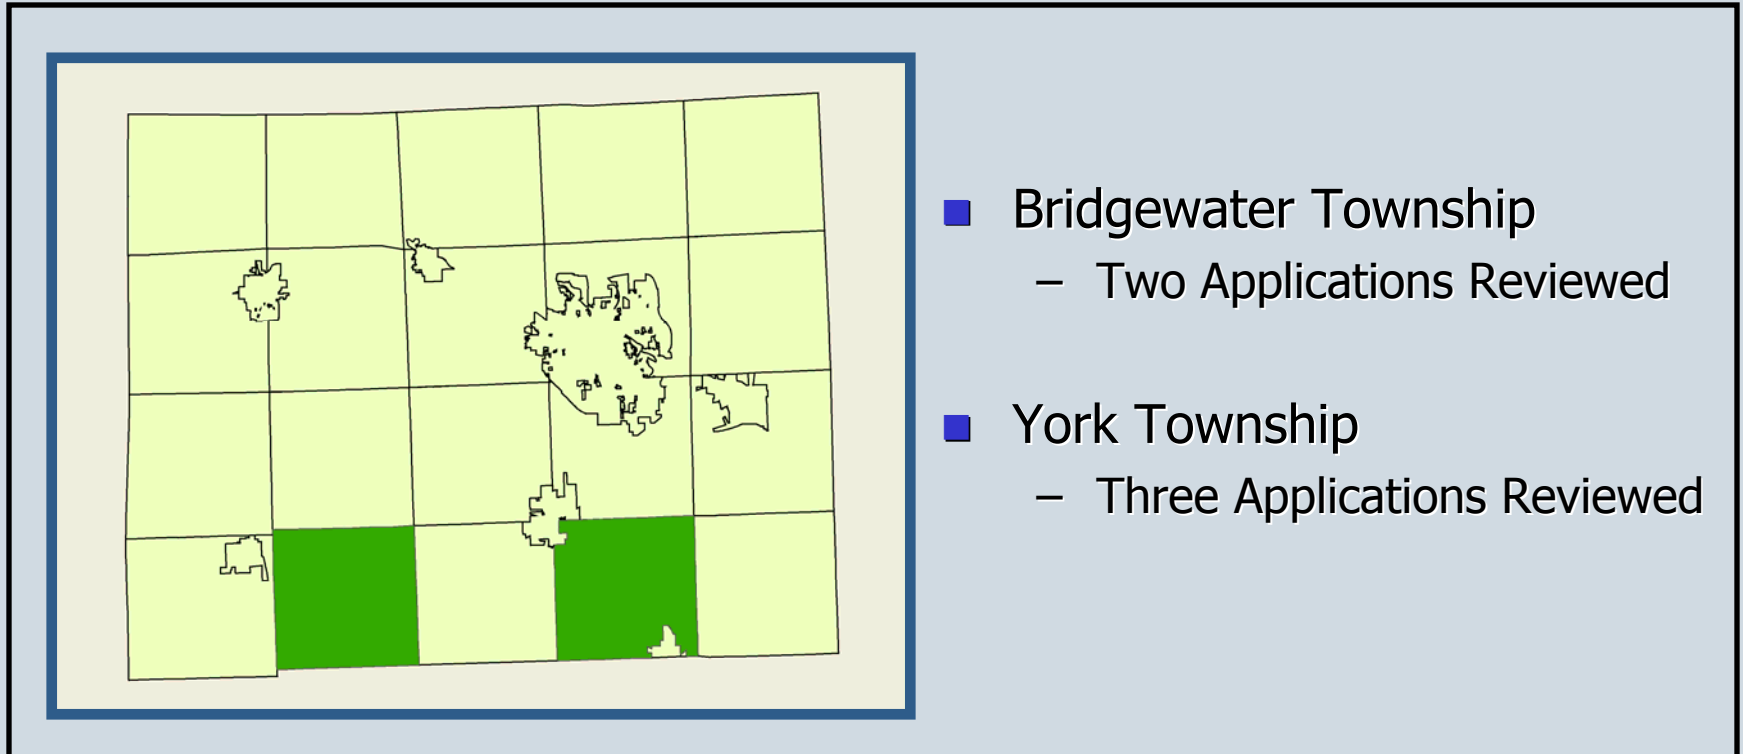 Bridgewater Township
– Two Applications Reviewed
York Township
– Three Applications Reviewed